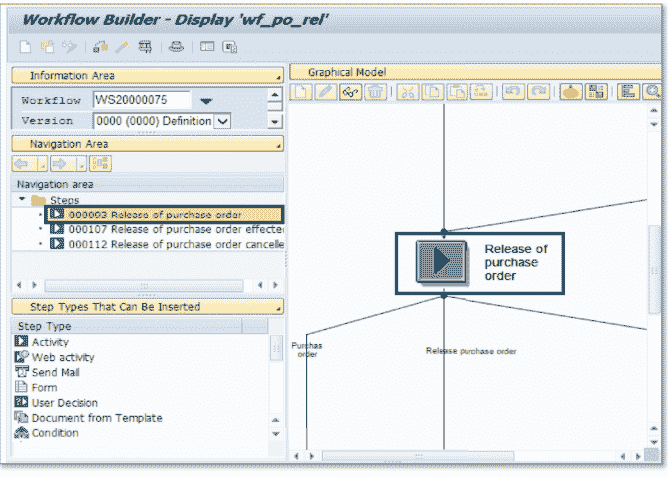 Workflow Builder - Display 'wf_po_rel'
Information Area
Workflow WS20000075
Version 0000 (0000) Definition
Navigation Area
Navigation area
Steps
000093 Release of purchase order
000107 Release of purchase order effected
000112 Release of purchase order cancelle
Step Types That Can Be Inserted
Step Type
Activity
Web activity
Send Mail
Form
User Decision
Document from Template
Condition
Graphical Model
Release of
purchase
order
Purchas
order
Release purchase order